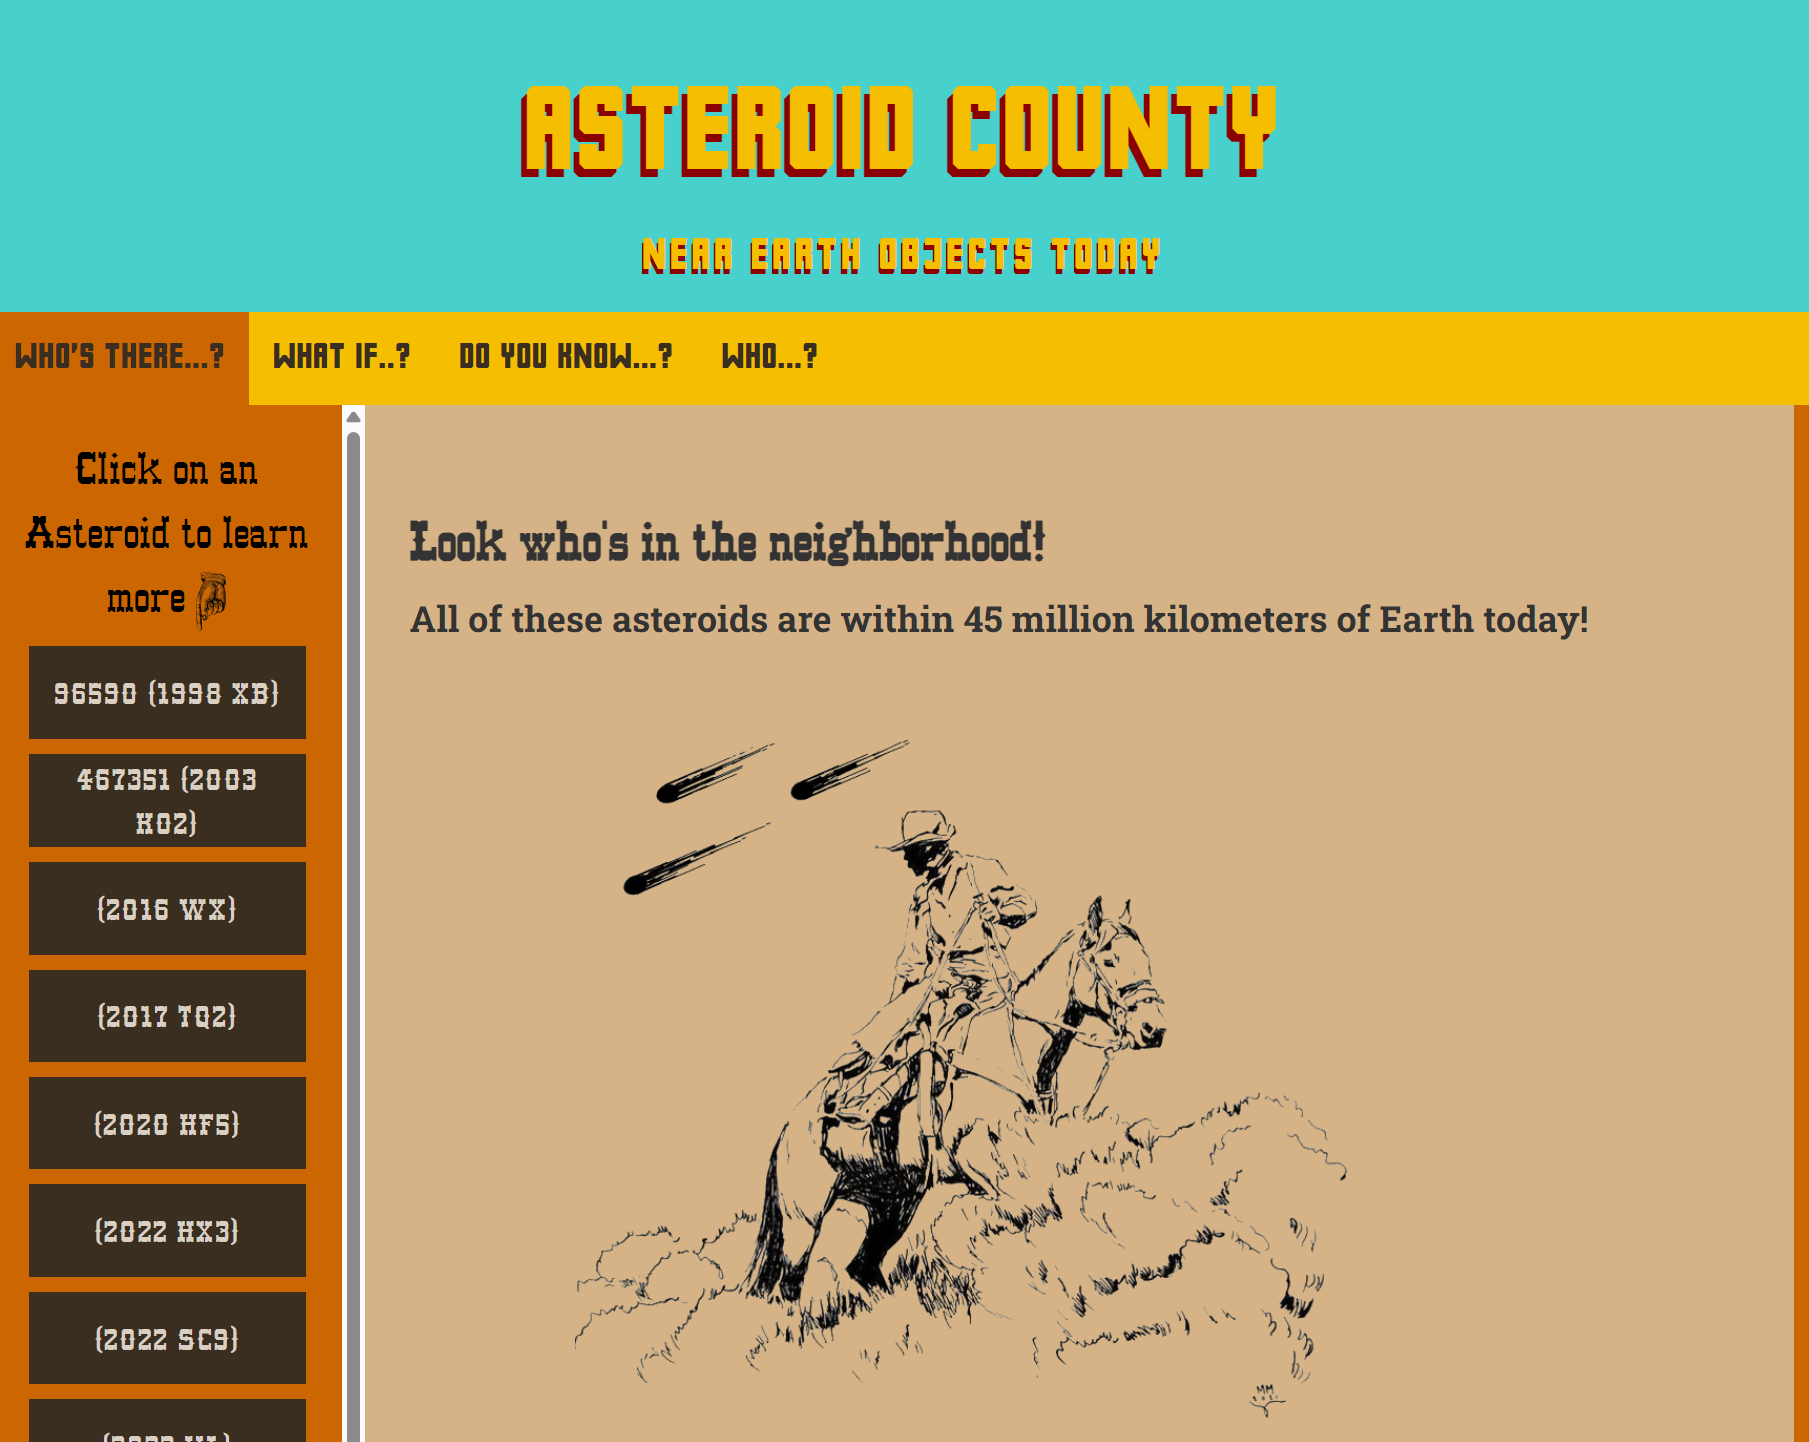 ASTEROID COUNTY
NEAR EARTH OBJECTS TODAY
WHO'S THERE...? WHAT IF..? DO YOU KNOW...? WHO...?
Click on an
Asteroid to learn
more
96590 (1998 XB)
467351 (2003
KO2)
(2016 WX)
(2017 TQ2)
(2020 HF5)
(2022 HX3)
(2022 SC9)
Look who's in the neighborhood!
All of these asteroids are within 45 million kilometers of Earth today!
MM